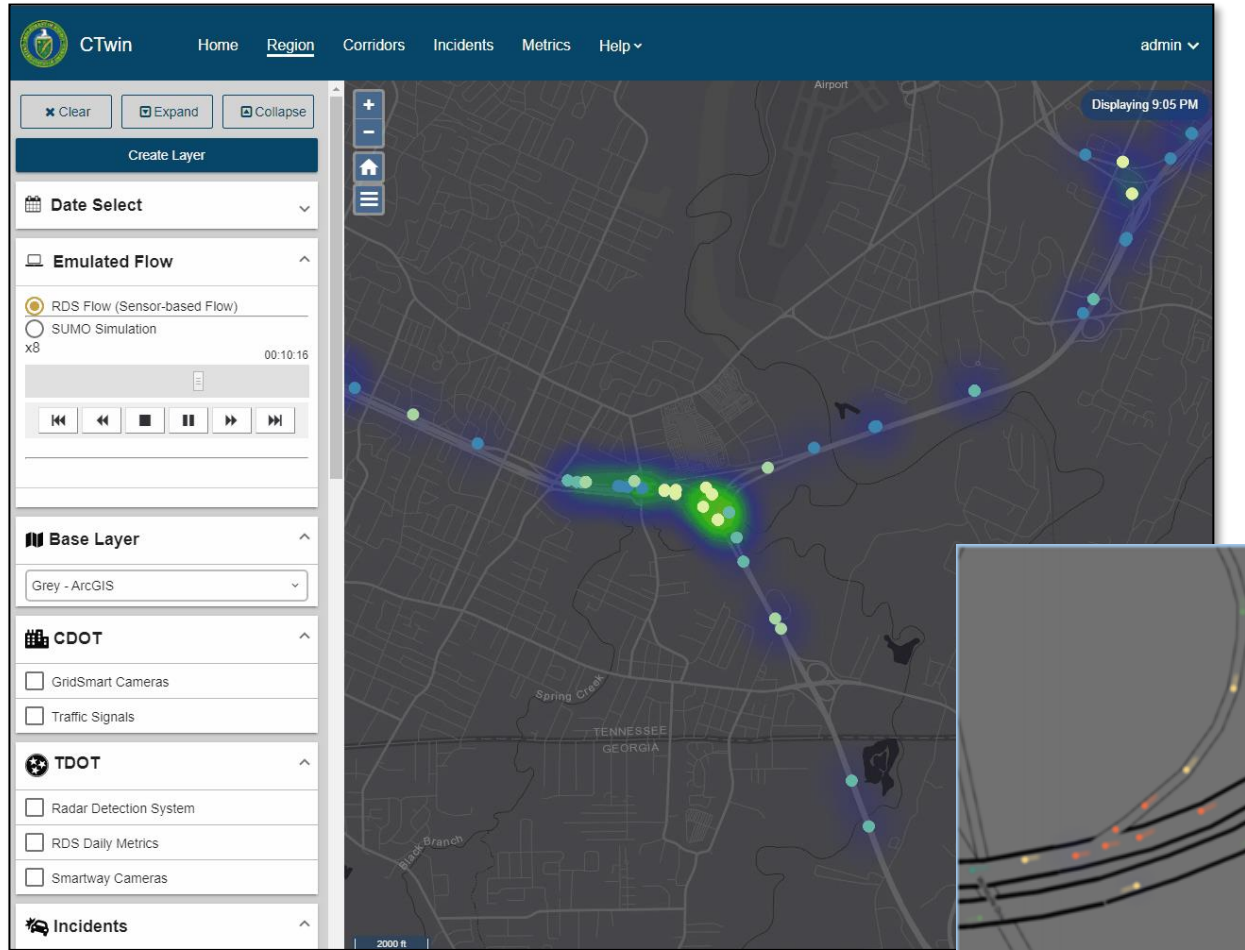 CTwin Home Region Corridors Incidents Metrics Help admin
Clear Expand Collapse
Create Layer
Date Select
Emulated Flow
RDS Flow (Sensor-based Flow)
SUMO Simulation
x8
00:10:16
Base Layer
Grey - ArcGIS
CDOT
GridSmart Cameras
Traffic Signals
TDOT
Radar Detection System
RDS Daily Metrics
Smartway Cameras
Incidents
Airport
Displaying 9:05 PM
Spring Creek
TENNESSEE
GEORGIA
Black Branch
2000 ft